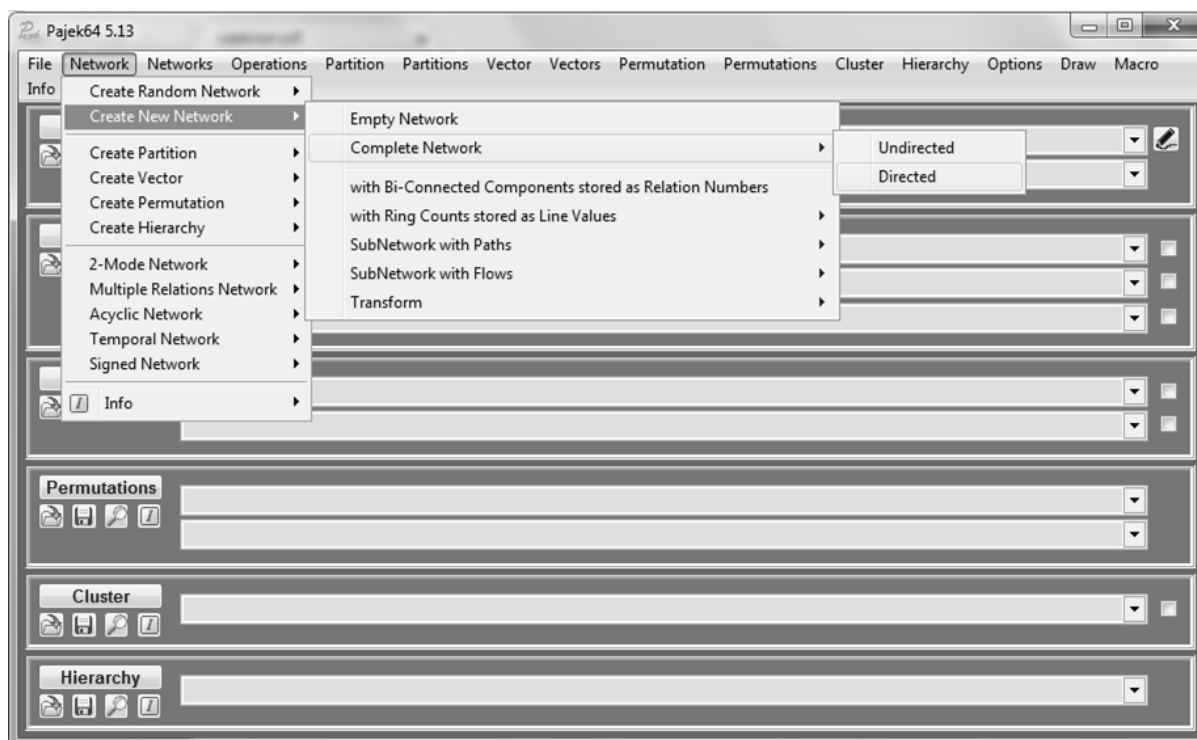 Pajek64 5.13
File Network Networks Operations Partition Partitions Vector Vectors Permutation Permutations Cluster Hierarchy Options Draw Macro
Info
Create Random Network
Create New Network
Create Partition
Create Vector
Create Permutation
Create Hierarchy
2-Mode Network
Multiple Relations Network
Acyclic Network
Temporal Network
Signed Network
I Info
Empty Network
Complete Network
with Bi-Connected Components stored as Relation Numbers
with Ring Counts stored as Line Values
SubNetwork with Paths
SubNetwork with Flows
Transform
Undirected
Directed
Permutations
I
Cluster
I
Hierarchy
I